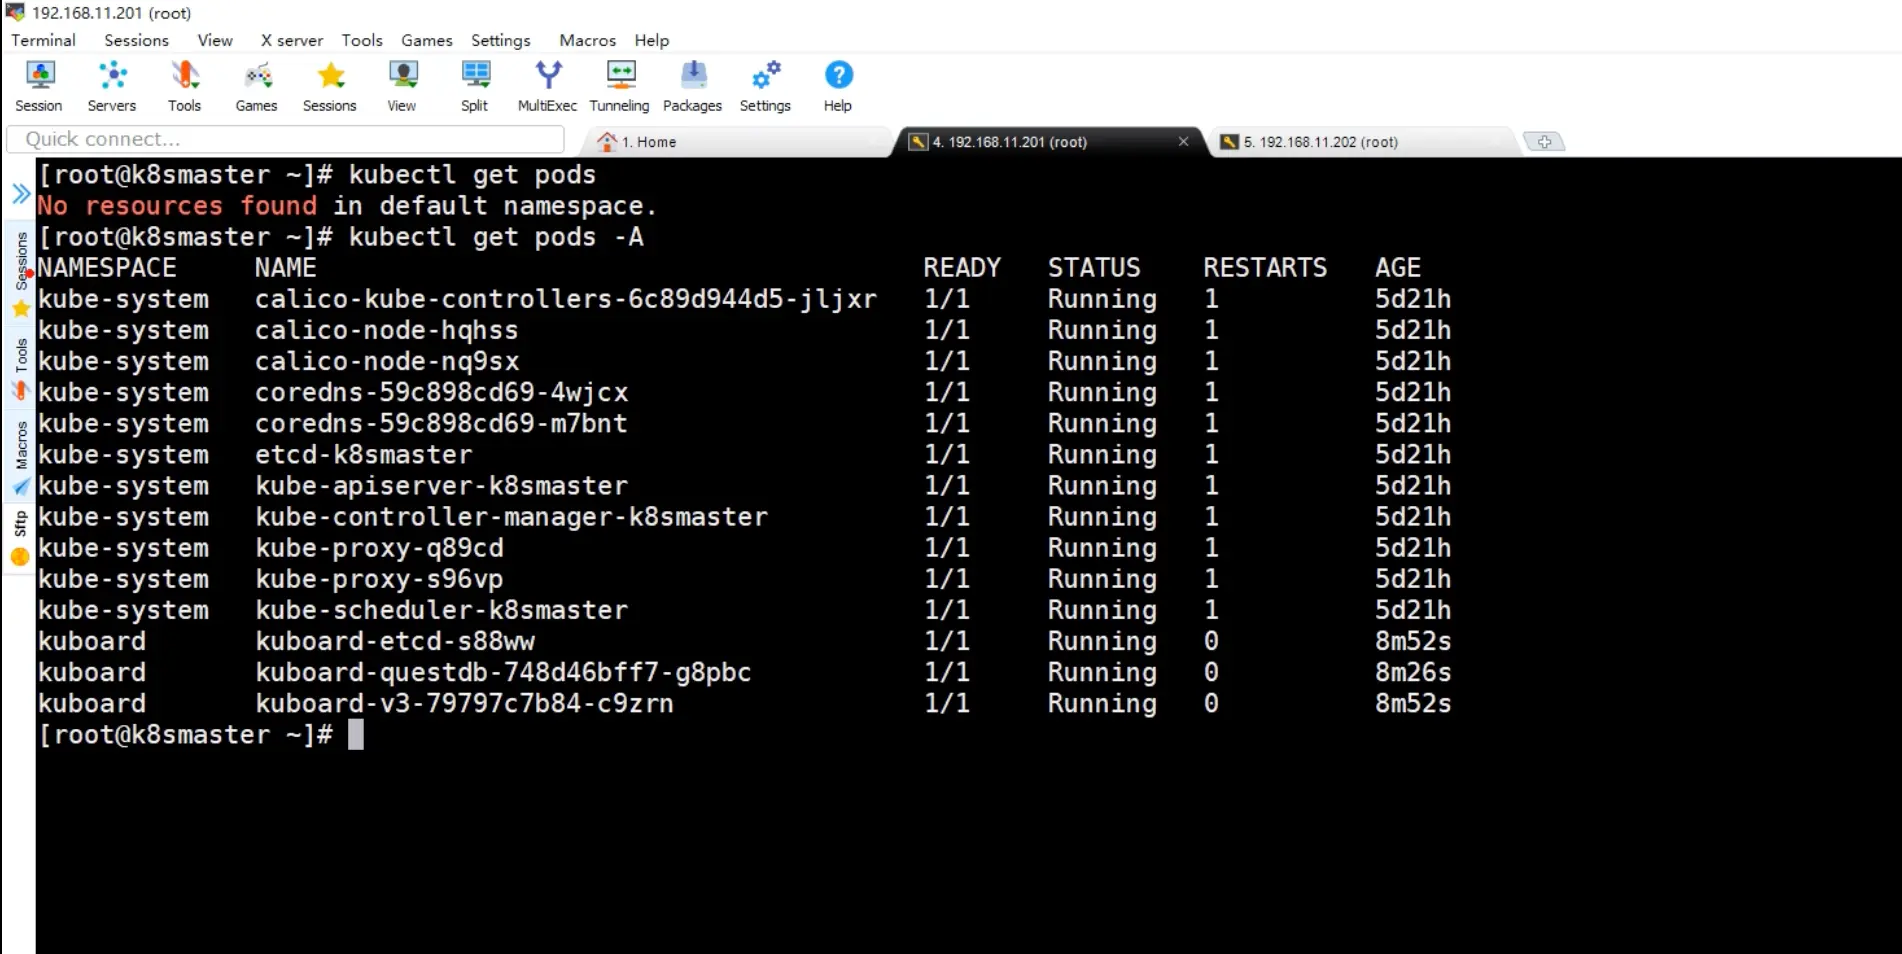 192.168.11.201 (root)
Terminal Sessions View X server Tools Games Settings Macros Help
Session Servers Tools Games Sessions View Split MultiExec Tunneling Packages Settings Help
Quick connect... 1. Home 4. 192.168.11.201 (root) 5. 192.168.11.202 (root)
Sessions
Tools
Macros
Sftp
[root@k8smaster ~]# kubectl get pods
No resources found in default namespace.
[root@k8smaster ~]# kubectl get pods -A
NAMESPACE NAME READY STATUS RESTARTS AGE
kube-system calico-kube-controllers-6c89d944d5-jljxr 1/1 Running 1 5d21h
kube-system calico-node-hqhss 1/1 Running 1 5d21h
kube-system calico-node-nq9sx 1/1 Running 1 5d21h
kube-system coredns-59c898cd69-4wjcx 1/1 Running 1 5d21h
kube-system coredns-59c898cd69-m7bnt 1/1 Running 1 5d21h
kube-system etcd-k8smaster 1/1 Running 1 5d21h
kube-system kube-apiserver-k8smaster 1/1 Running 1 5d21h
kube-system kube-controller-manager-k8smaster 1/1 Running 1 5d21h
kube-system kube-proxy-q89cd 1/1 Running 1 5d21h
kube-system kube-proxy-s96vp 1/1 Running 1 5d21h
kube-system kube-scheduler-k8smaster 1/1 Running 1 5d21h
kuboard kuboard-etcd-s88ww 1/1 Running 0 8m52s
kuboard kuboard-questdb-748d46bff7-g8pbc 1/1 Running 0 8m26s
kuboard kuboard-v3-79797c7b84-c9zrn 1/1 Running 0 8m52s
[root@k8smaster ~]#